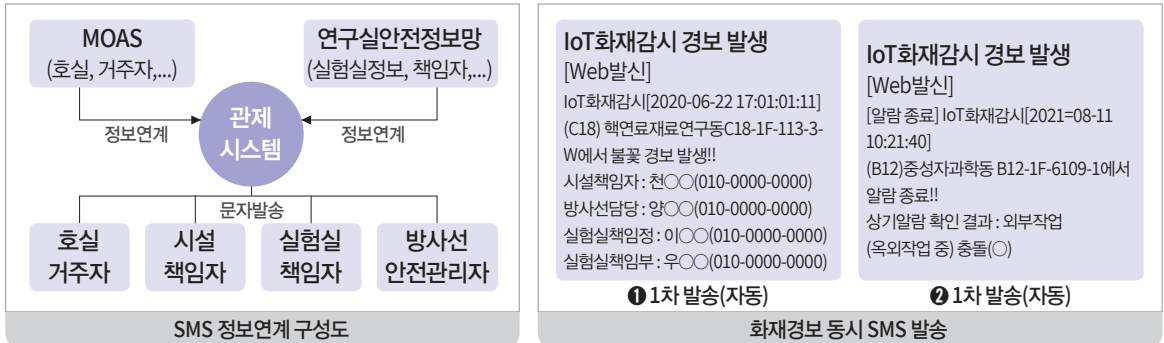 MOAS
(호실, 거주자,...)
연구실안전정보망
(실험실정보, 책임자,...)
관제
시스템
정보연계
정보연계
문자발송
호실
거주자
시설
책임자
실험실
책임자
방사선
안전관리자
SMS 정보연계 구성도
IoT화재감시 경보 발생
[Web발신]
IoT화재감시[2020-06-22 17:01:01:11]
(C18) 핵연료재료연구동C18-1F-113-3-
W에서 불꽃 경보 발생!!
시설책임자 : 천○○(010-0000-0000)
방사선담당 : 양○○(010-0000-0000)
실험실책임정 : 이○○(010-0000-0000)
실험실책임부 : 우○○(010-0000-0000)
❶ 1차 발송(자동)
IoT화재감시 경보 발생
[Web발신]
[알람 종료] IoT화재감시[2021=08-11
10:21:40]
(B12)중성자과학동 B12-1F-6109-1에서
알람 종료!!
상기알람 확인 결과 : 외부작업
(옥외작업 중) 충돌(○)
❷ 1차 발송(자동)
화재경보 동시 SMS 발송